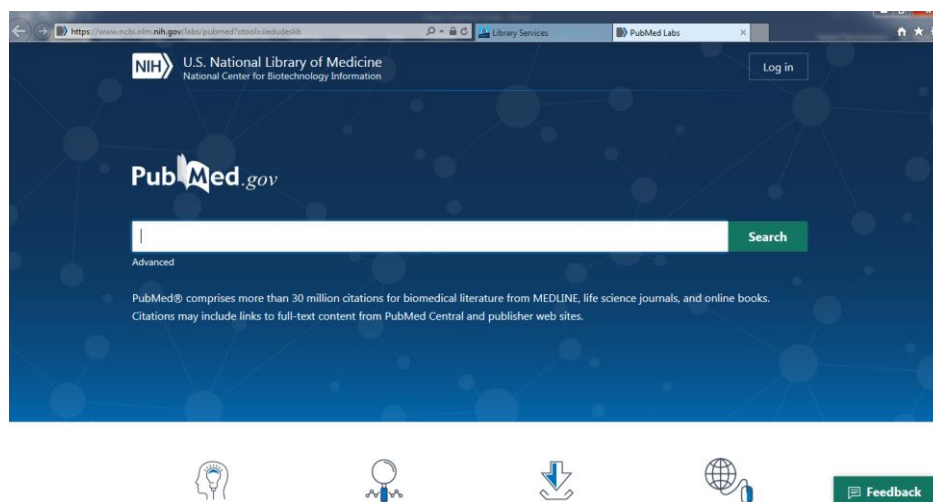 https://www.ncbi.nlm.nih.gov/labs/pubmed?otool=iiedudeslib
Library Services
PubMed Labs
NIH
U.S. National Library of Medicine
National Center for Biotechnology Information
Log in
PubMed.gov
Search
Advanced
PubMed® comprises more than 30 million citations for biomedical literature from MEDLINE, life science journals, and online books.
Citations may include links to full-text content from PubMed Central and publisher web sites.
Feedback